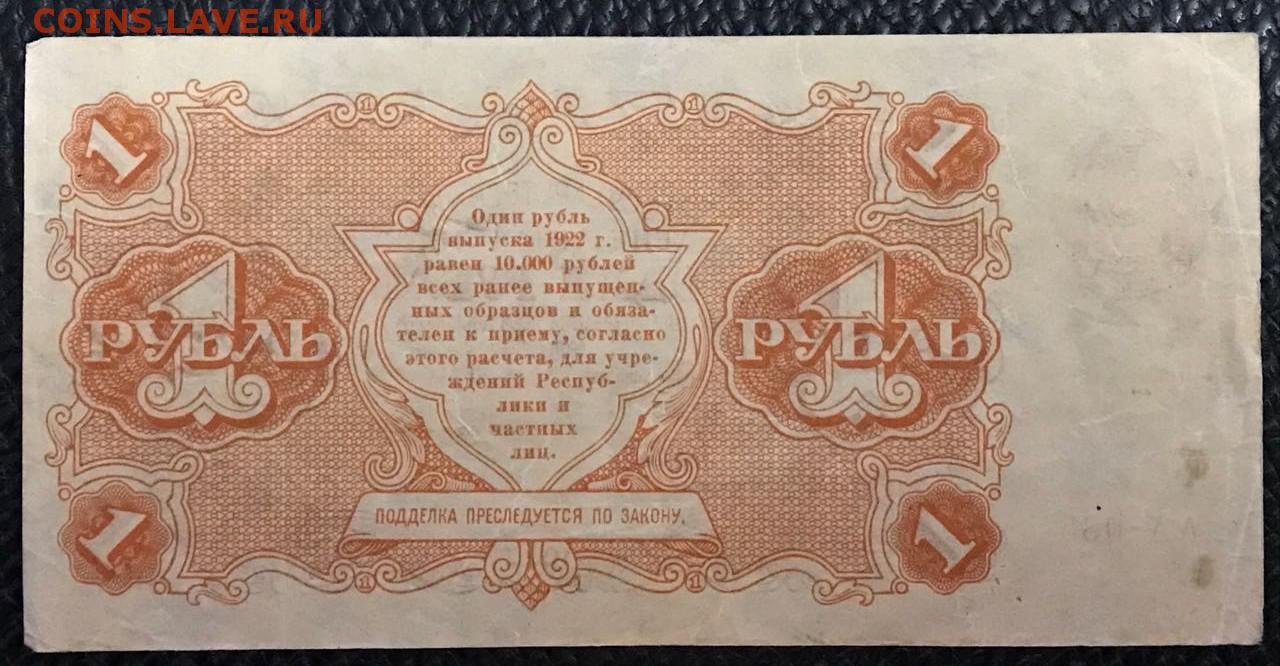 COINS.LAVE.RU
1
1
Один рубль
выпуска 1922 г.
равен 10.000 рублей
всех ранее выпущен-
ных образцов и обяза-
телен к приему, согласно
этого расчета, для учре-
ждений Респуб-
лики и
частных
лиц.
1
РУБЛЬ
1
РУБЛЬ
ПОДДЕЛКА ПРЕСЛЕДУЕТСЯ ПО ЗАКОНУ.
1
1